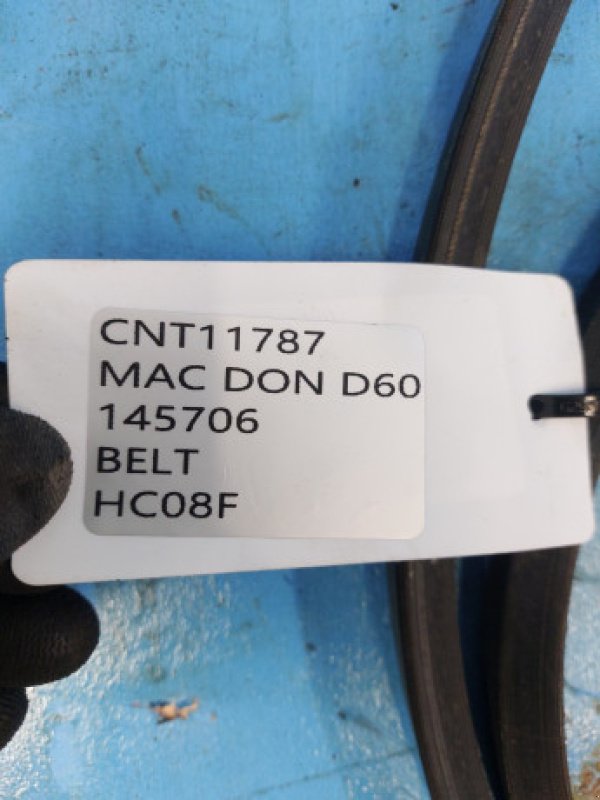 CNT11787
MAC DON D60
145706
BELT
HC08F